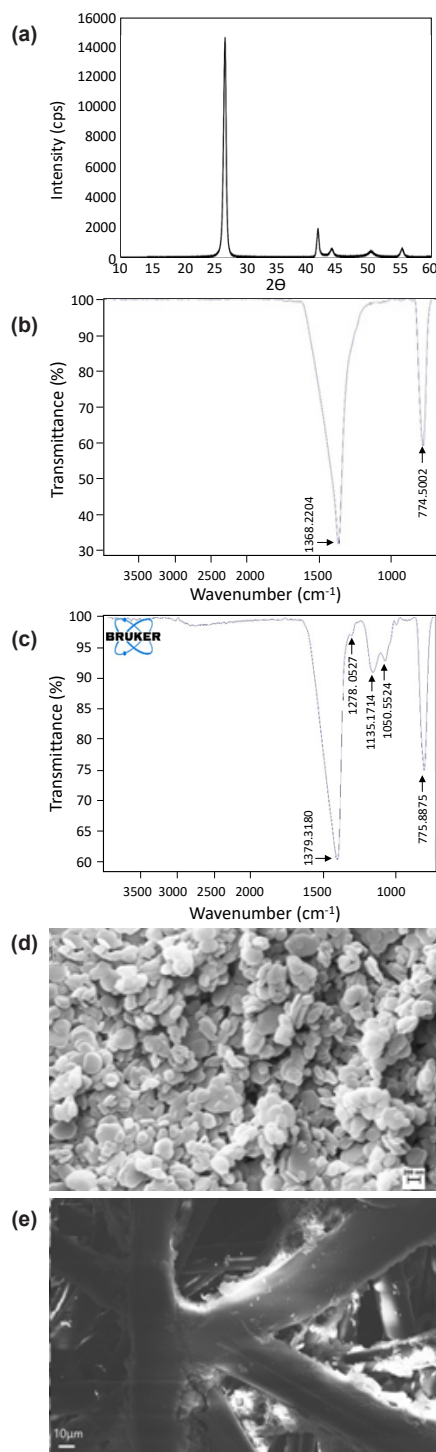 (a)
16000
14000
12000
10000
8000
6000
4000
2000
0
Intensity (cps)
10 15 20 25 30 35 40 45 50 55 60
2Ɵ
(b)
100
90
80
70
60
50
40
30
Transmittance (%)
1368.2204
774.5002
3500 3000 2500 2000 1500 1000
Wavenumber (cm-1)
(c)
BRUKER
100
95
90
85
80
75
70
65
60
Transmittance (%)
1379.3180
1278. 0527
1135.1714
1050.5524
775.8875
3500 3000 2500 2000 1500 1000
Wavenumber (cm-1)
(d)
(e)
10μm